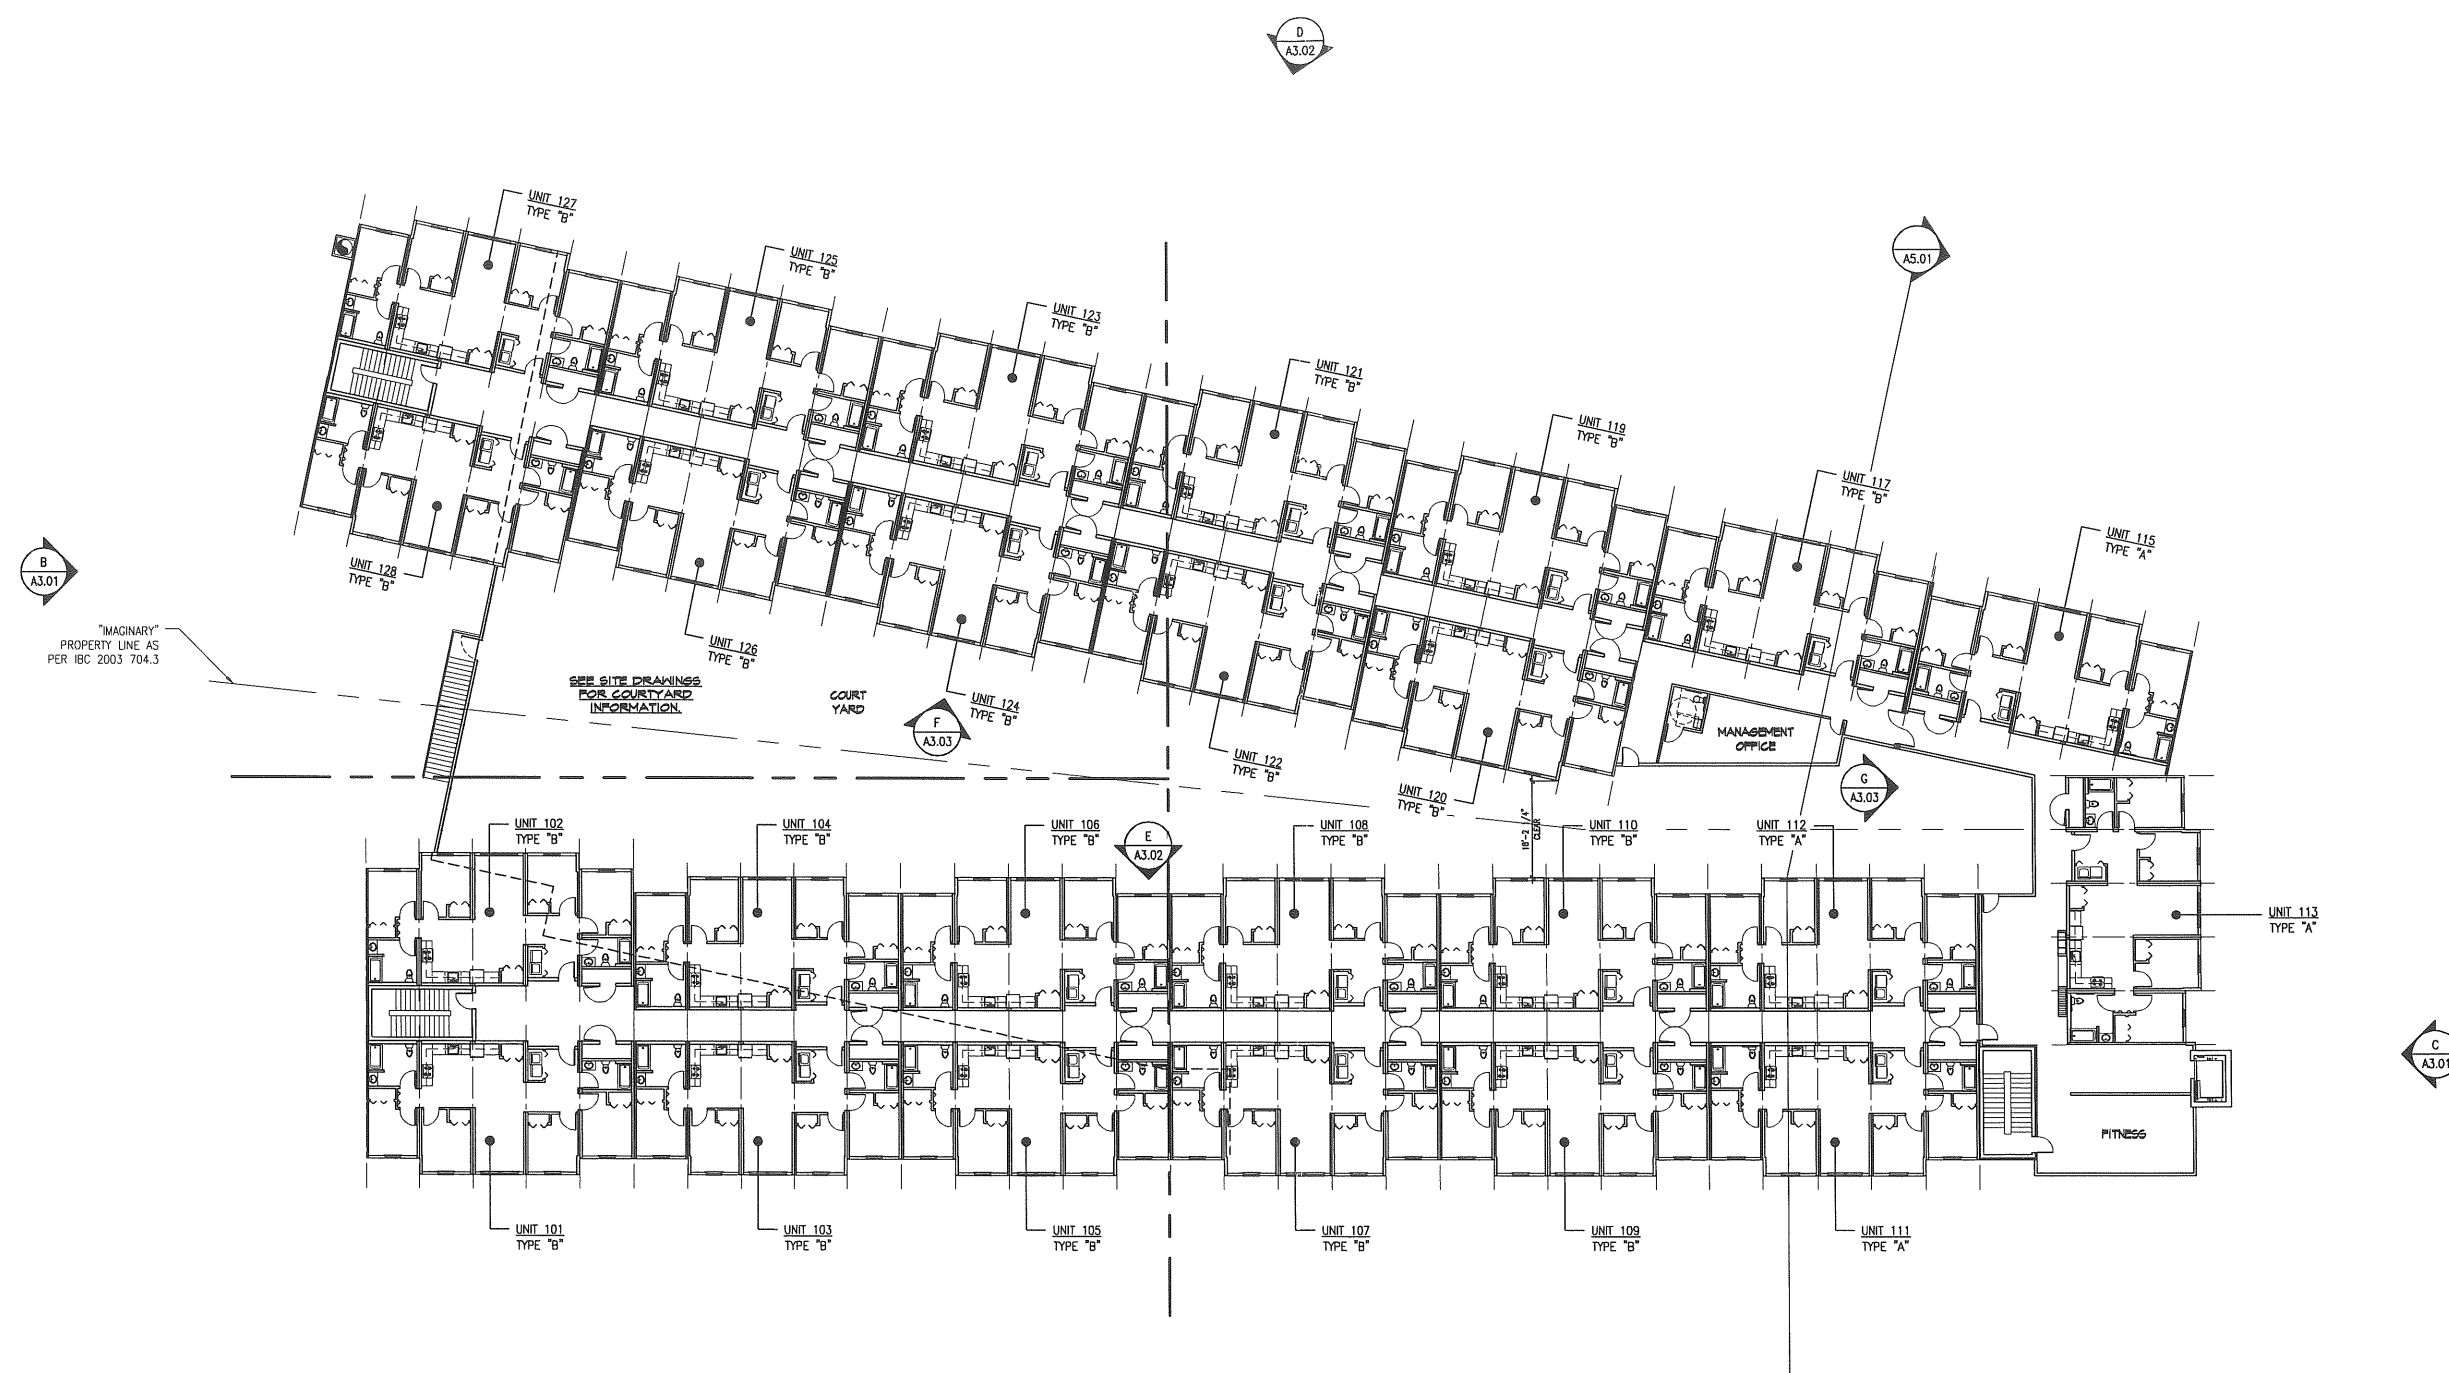 D
A3.02
UNIT 127
TYPE "B"
UNIT 125
TYPE "B"
A5.01
UNIT 123
TYPE "B"
UNIT 121
TYPE "B"
UNIT 119
TYPE "B"
UNIT 117
TYPE "B"
UNIT 115
TYPE "A"
B
A3.01
UNIT 128
TYPE "B"
"IMAGINARY"
PROPERTY LINE AS
PER IBC 2003 704.3
UNIT 126
TYPE "B"
SEE SITE DRAWINGS
FOR COURTYARD
INFORMATION.
COURT
YARD
UNIT 124
TYPE "B"
F
A3.03
MANAGEMENT
OFFICE
UNIT 122
TYPE "B"
UNIT 120
TYPE "B"
G
A3.03
18'-2 1/4"
CLEAR
UNIT 102
TYPE "B"
UNIT 104
TYPE "B"
UNIT 106
TYPE "B"
E
A3.02
UNIT 108
TYPE "B"
UNIT 110
TYPE "B"
UNIT 112
TYPE "A"
UNIT 113
TYPE "A"
C
A3.01
FITNESS
UNIT 101
TYPE "B"
UNIT 103
TYPE "B"
UNIT 105
TYPE "B"
UNIT 107
TYPE "B"
UNIT 109
TYPE "B"
UNIT 111
TYPE "A"